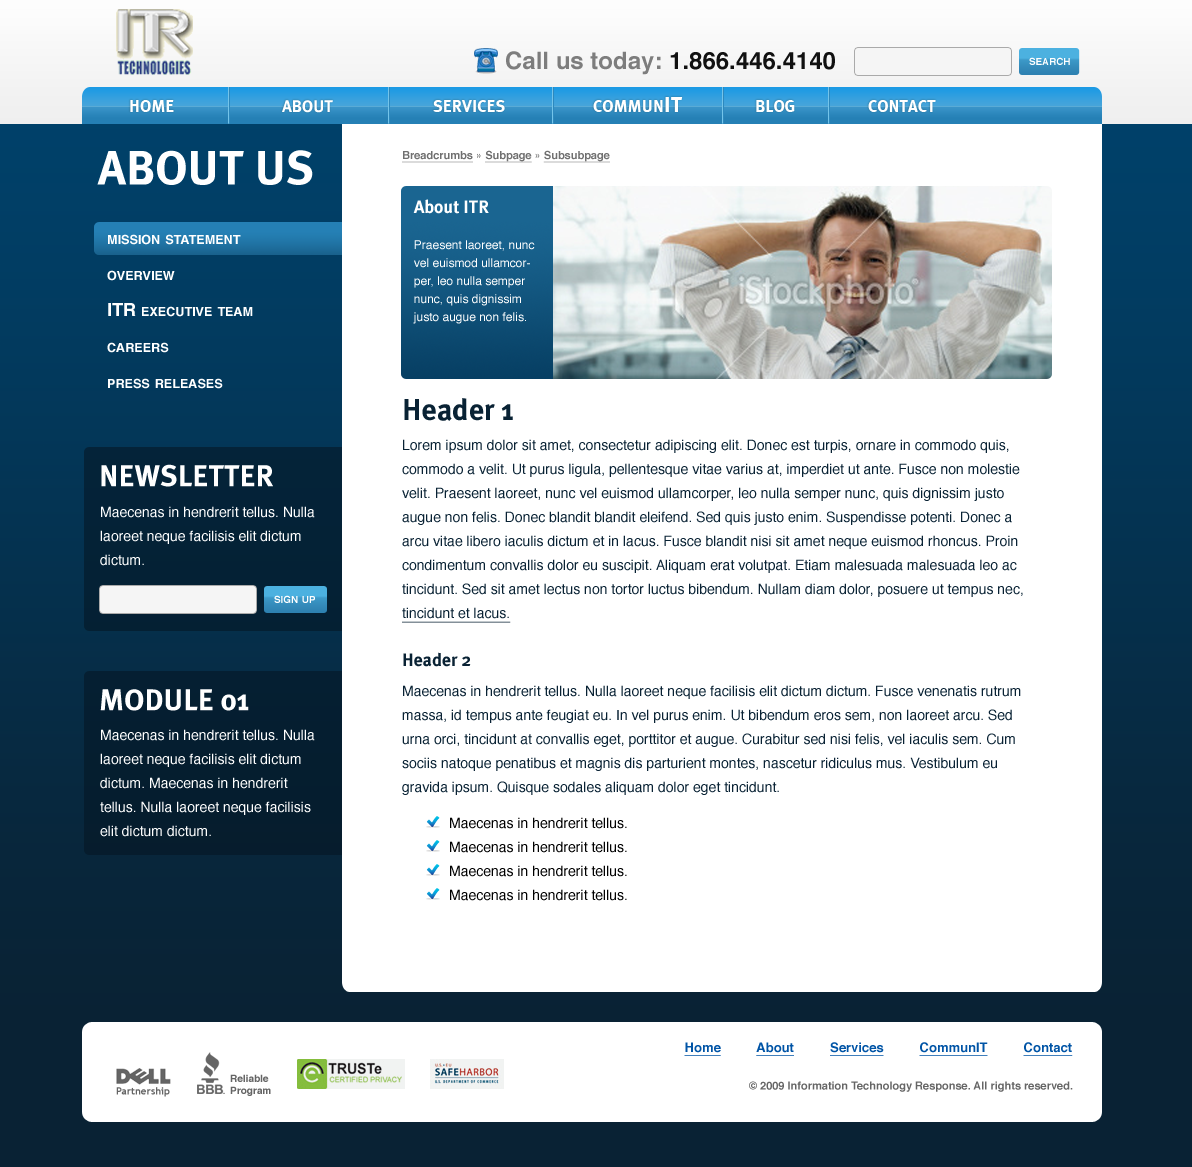 ITR
TECHNOLOGIES
Call us today: 1.866.446.4140
SEARCH
HOME
ABOUT
SERVICES
COMMUNIT
BLOG
CONTACT
ABOUT US
MISSION STATEMENT
OVERVIEW
ITR EXECUTIVE TEAM
CAREERS
PRESS RELEASES
NEWSLETTER
Maecenas in hendrerit tellus. Nulla
laoreet neque facilisis elit dictum
dictum.
SIGN UP
MODULE 01
Maecenas in hendrerit tellus. Nulla
laoreet neque facilisis elit dictum
dictum. Maecenas in hendrerit
tellus. Nulla laoreet neque facilisis
elit dictum dictum.
Breadcrumbs » Subpage » Subsubpage
About ITR
Praesent laoreet, nunc
vel euismod ullamcor-
per, leo nulla semper
nunc, quis dignissim
justo augue non felis.
iStockphoto
Header 1
Lorem ipsum dolor sit amet, consectetur adipiscing elit. Donec est turpis, ornare in commodo quis,
commodo a velit. Ut purus ligula, pellentesque vitae varius at, imperdiet ut ante. Fusce non molestie
velit. Praesent laoreet, nunc vel euismod ullamcorper, leo nulla semper nunc, quis dignissim justo
augue non felis. Donec blandit blandit eleifend. Sed quis justo enim. Suspendisse potenti. Donec a
arcu vitae libero iaculis dictum et in lacus. Fusce blandit nisi sit amet neque euismod rhoncus. Proin
condimentum convallis dolor eu suscipit. Aliquam erat volutpat. Etiam malesuada malesuada leo ac
tincidunt. Sed sit amet lectus non tortor luctus bibendum. Nullam diam dolor, posuere ut tempus nec,
tincidunt et lacus.
Header 2
Maecenas in hendrerit tellus. Nulla laoreet neque facilisis elit dictum dictum. Fusce venenatis rutrum
massa, id tempus ante feugiat eu. In vel purus enim. Ut bibendum eros sem, non laoreet arcu. Sed
urna orci, tincidunt at convallis eget, porttitor et augue. Curabitur sed nisi felis, vel iaculis sem. Cum
sociis natoque penatibus et magnis dis parturient montes, nascetur ridiculus mus. Vestibulum eu
gravida ipsum. Quisque sodales aliquam dolor eget tincidunt.
Maecenas in hendrerit tellus.
Maecenas in hendrerit tellus.
Maecenas in hendrerit tellus.
Maecenas in hendrerit tellus.
DELL
Partnership
BBB.
Reliable
Program
TRUSTe
CERTIFIED PRIVACY
SAFEHARBOR
U.S. DEPARTMENT OF COMMERCE
Home
About
Services
CommunIT
Contact
© 2009 Information Technology Response. All rights reserved.